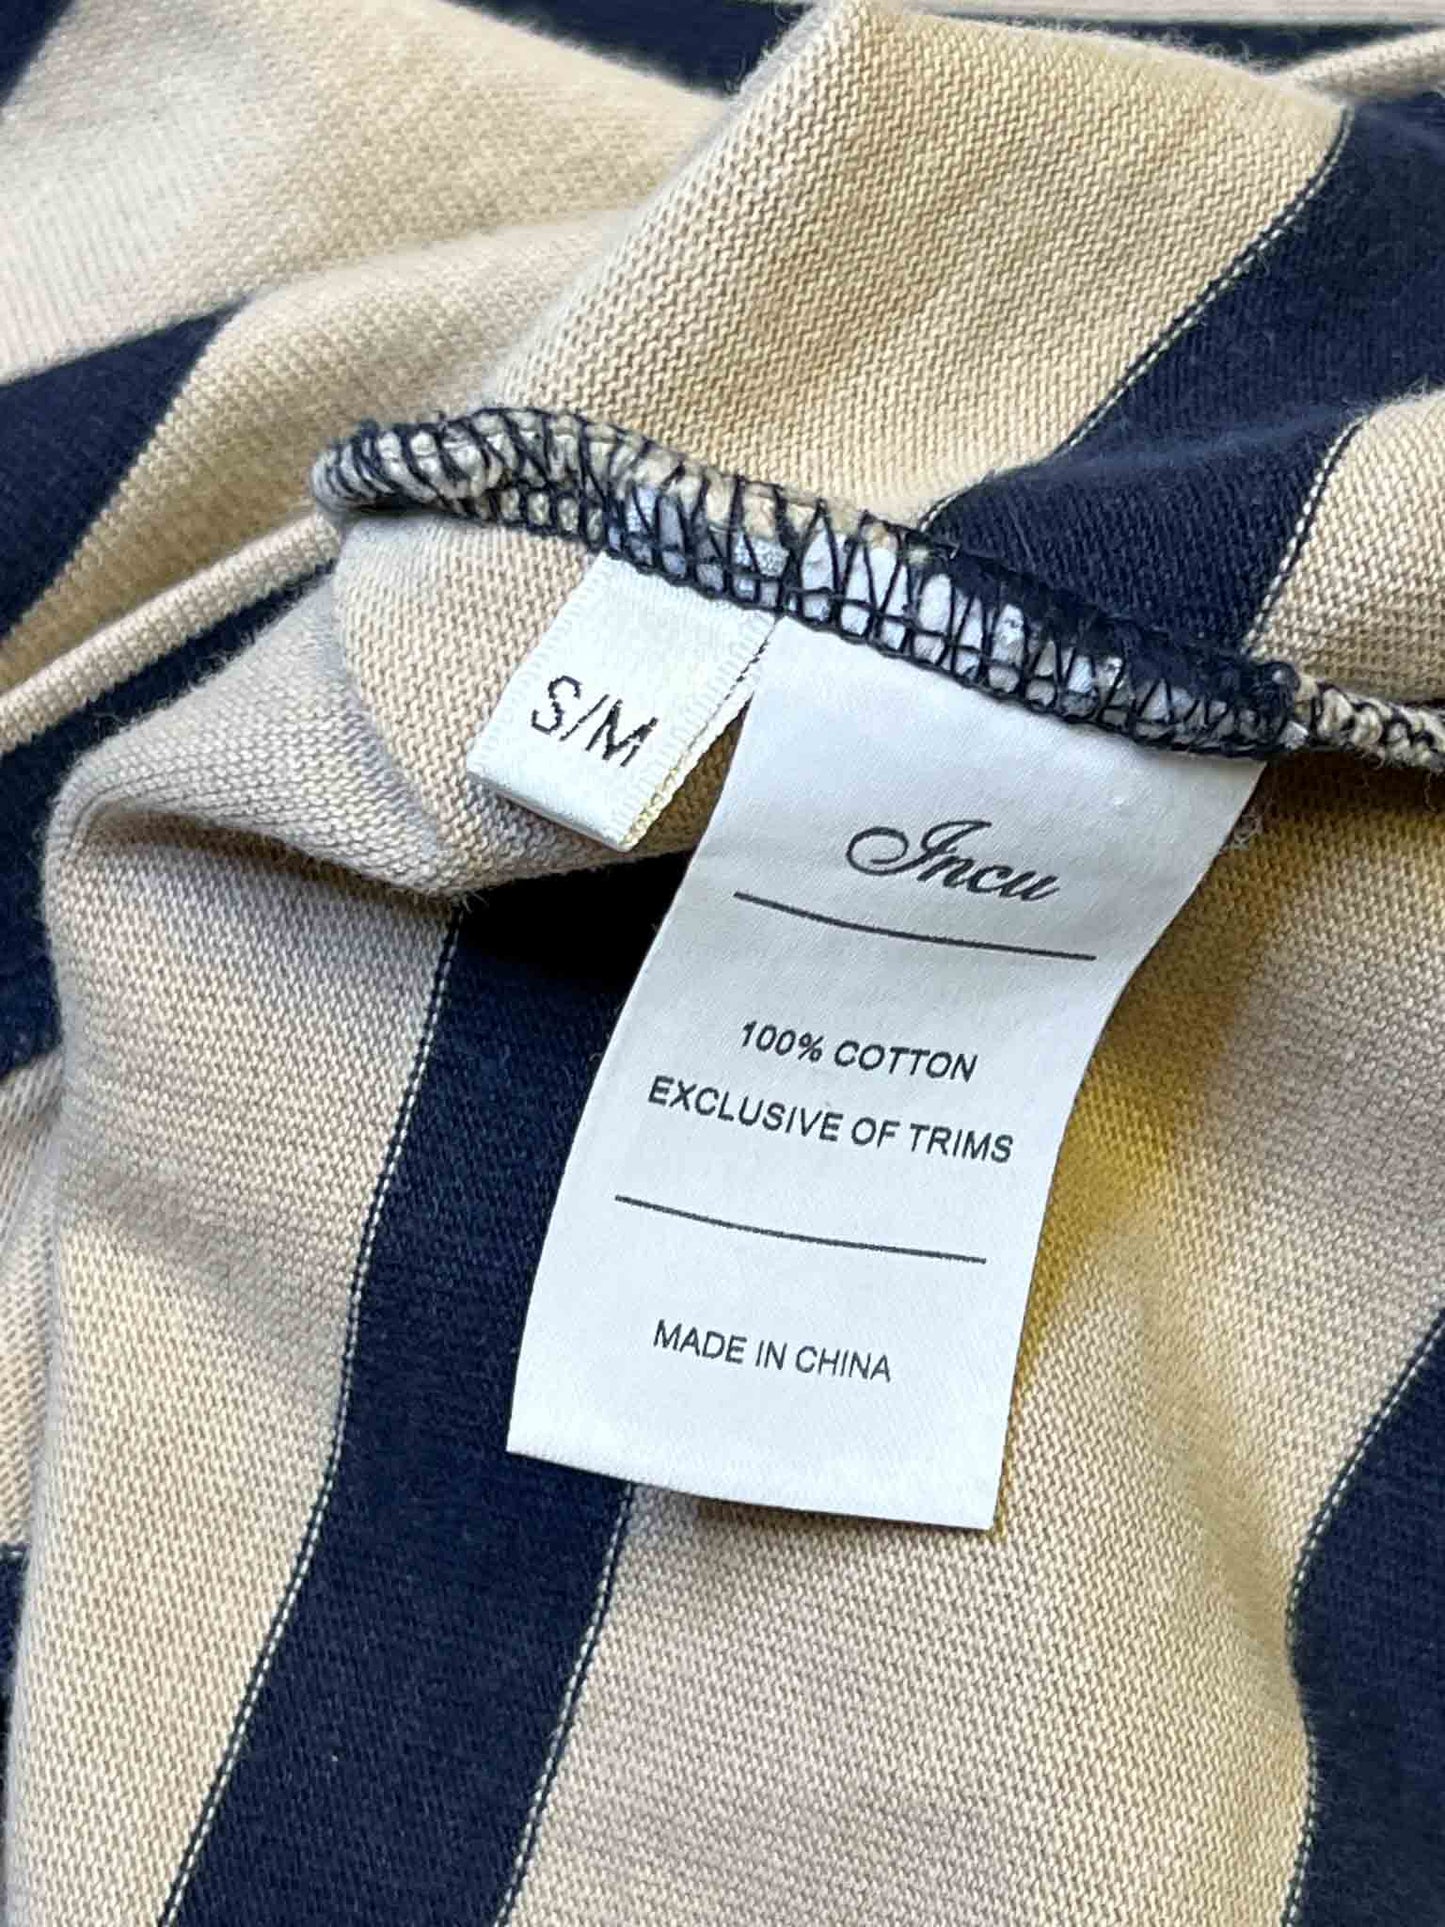 S/M
Incu
100% COTTON
EXCLUSIVE OF TRIMS
MADE IN CHINA